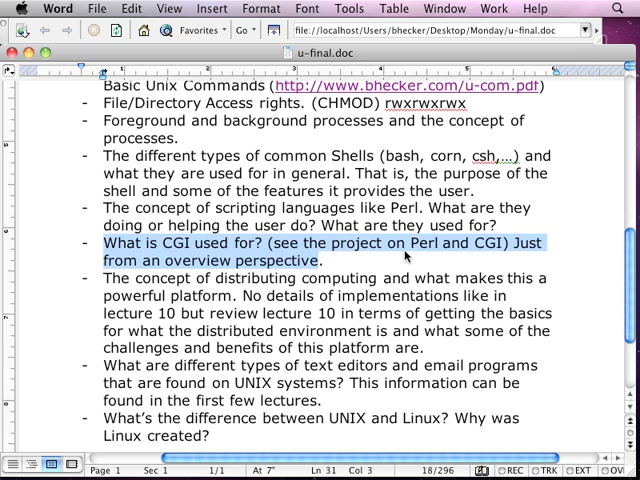 Word File Edit View Insert Format Font Tools Table Window Work Help
Favorites Go file://localhost/Users/bhecker/Desktop/Monday/u-final.doc
u-final.doc
1 2 3 4 5 6
Basic Unix Commands (http://www.bhecker.com/u-com.pdf)
- File/Directory Access rights. (CHMOD) rwxrwxrwx
- Foreground and background processes and the concept of
processes.
- The different types of common Shells (bash, corn, csh,...) and
what they are used for in general. That is, the purpose of the
shell and some of the features it provides the user.
- The concept of scripting languages like Perl. What are they
doing or helping the user do? What are they used for?
- What is CGI used for? (see the project on Perl and CGI) Just
from an overview perspective.
- The concept of distributing computing and what makes this a
powerful platform. No details of implementations like in
lecture 10 but review lecture 10 in terms of getting the basics
for what the distributed environment is and what some of the
challenges and benefits of this platform are.
- What are different types of text editors and email programs
that are found on UNIX systems? This information can be
found in the first few lectures.
- What's the difference between UNIX and Linux? Why was
Linux created?
Page 1 Sec 1 1/1 At 7" Ln 31 Col 3 18/296 REC TRK EXT OV